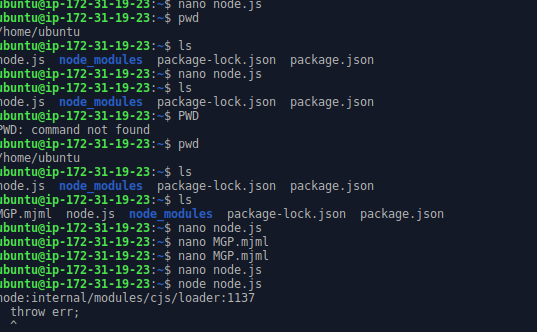 ubuntu@ip-172-31-19-23:~$ nano node.js
ubuntu@ip-172-31-19-23:~$ pwd
/home/ubuntu
ubuntu@ip-172-31-19-23:~$ ls
node.js  node_modules  package-lock.json  package.json
ubuntu@ip-172-31-19-23:~$ nano node.js
ubuntu@ip-172-31-19-23:~$ ls
node.js  node_modules  package-lock.json  package.json
ubuntu@ip-172-31-19-23:~$ PWD
PWD: command not found
ubuntu@ip-172-31-19-23:~$ pwd
/home/ubuntu
ubuntu@ip-172-31-19-23:~$ ls
node.js  node_modules  package-lock.json  package.json
ubuntu@ip-172-31-19-23:~$ ls
MGP.mjml  node.js  node_modules  package-lock.json  package.json
ubuntu@ip-172-31-19-23:~$ nano node.js
ubuntu@ip-172-31-19-23:~$ nano MGP.mjml
ubuntu@ip-172-31-19-23:~$ nano MGP.mjml
ubuntu@ip-172-31-19-23:~$ nano node.js
ubuntu@ip-172-31-19-23:~$ node node.js
node:internal/modules/cjs/loader:1137
  throw err;
  ^